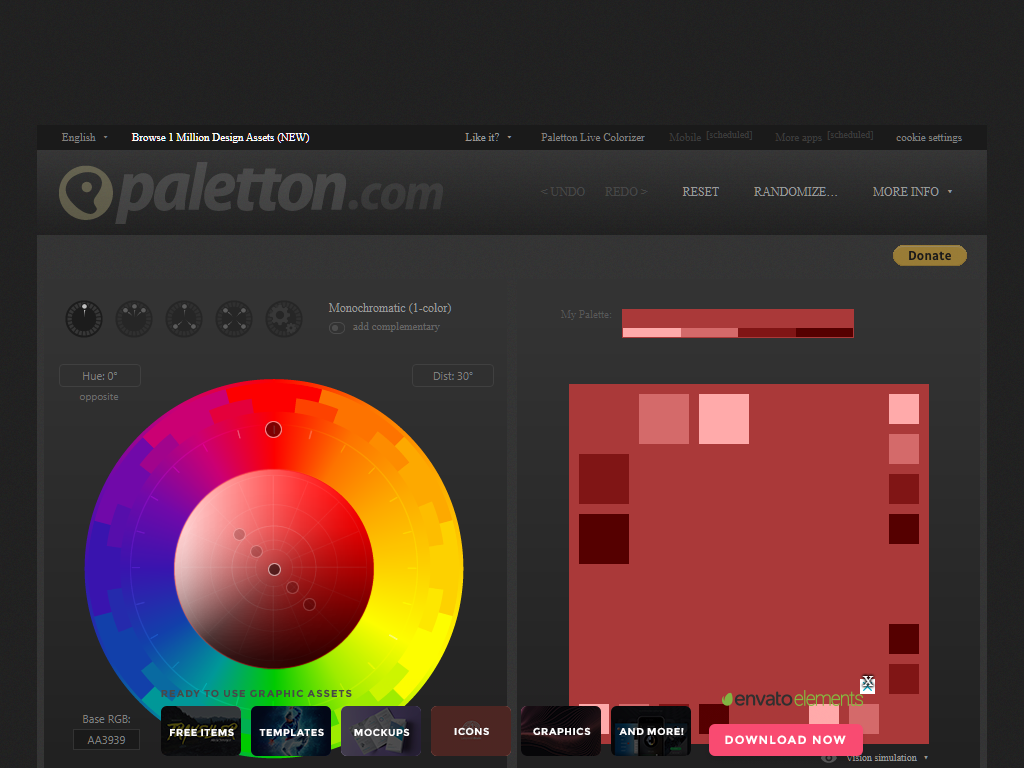 English
Browse 1 Million Design Assets (NEW)
Like it?
Paletton Live Colorizer
Mobile [scheduled]
More apps [scheduled]
cookie settings
paletton.com
< UNDO
REDO >
RESET
RANDOMIZE...
MORE INFO
Donate
Monochromatic (1-color)
add complementary
My Palette:
Hue: 0°
Dist: 30°
opposite
READY TO USE GRAPHIC ASSETS
envato elements
Base RGB:
AA3939
FREE ITEMS
TEMPLATES
MOCKUPS
ICONS
GRAPHICS
AND MORE!
DOWNLOAD NOW
Vision simulation